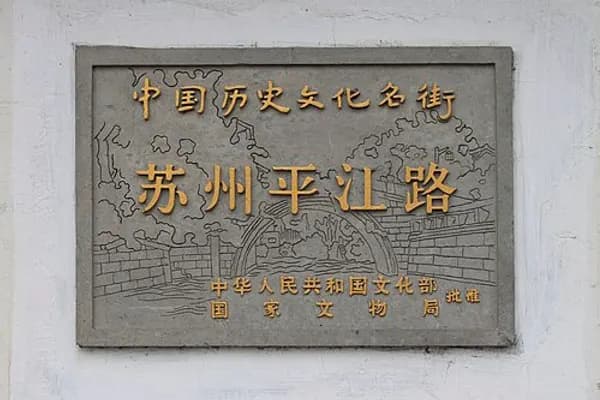 中国历史文化名街
苏州平江路
中华人民共和国文化部
国家文物局 批准